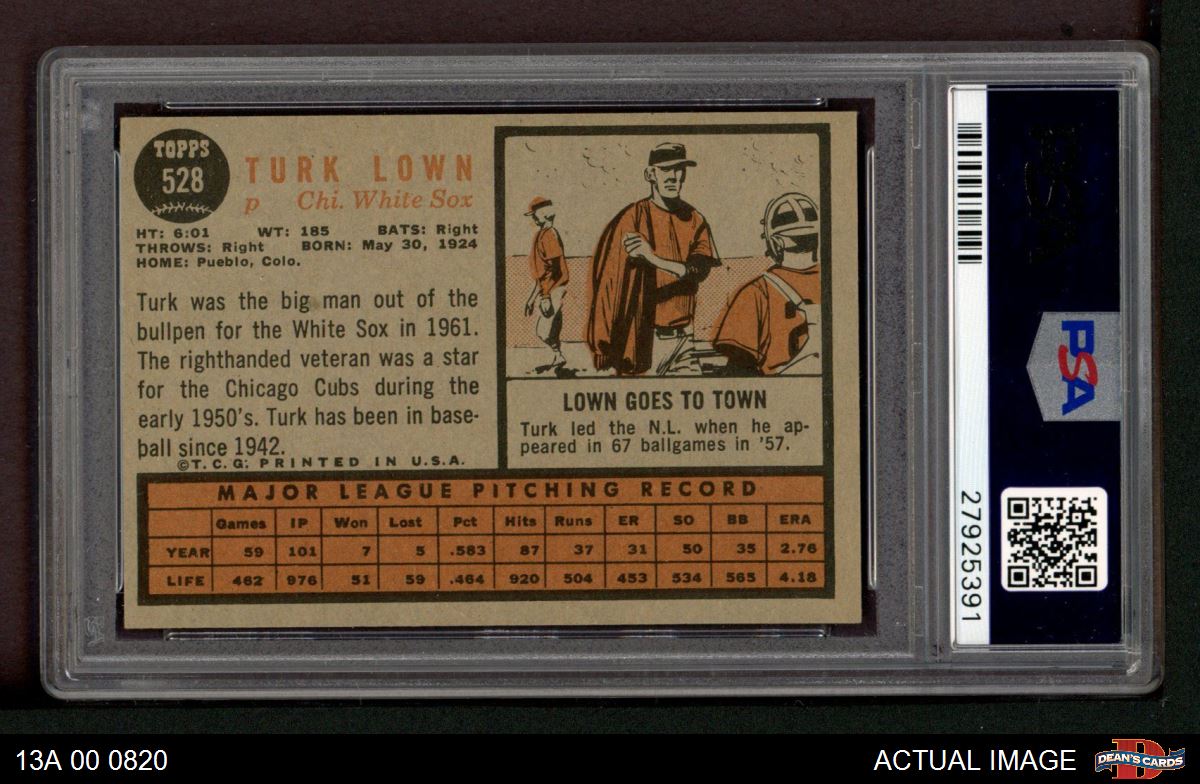 TOPPS
528
TURK LOWN
p Chi. White Sox
HT: 6:01 WT: 185 BATS: Right
THROWS: Right BORN: May 30, 1924
HOME: Pueblo, Colo.
Turk was the big man out of the
bullpen for the White Sox in 1961.
The righthanded veteran was a star
for the Chicago Cubs during the
early 1950's. Turk has been in base-
ball since 1942.
©T. C. G. PRINTED IN U.S.A.
LOWN GOES TO TOWN
Turk led the N.L. when he ap-
peared in 67 ballgames in '57.
MAJOR LEAGUE PITCHING RECORD
Games IP Won Lost Pct Hits Runs ER SO BB ERA
YEAR 59 101 7 5 .583 87 37 31 50 35 2.76
LIFE 462 976 51 59 .464 920 504 453 534 565 4.18
PSA
PSA
27925391
13A 00 0820
ACTUAL IMAGE
D
DEAN'S CARDS